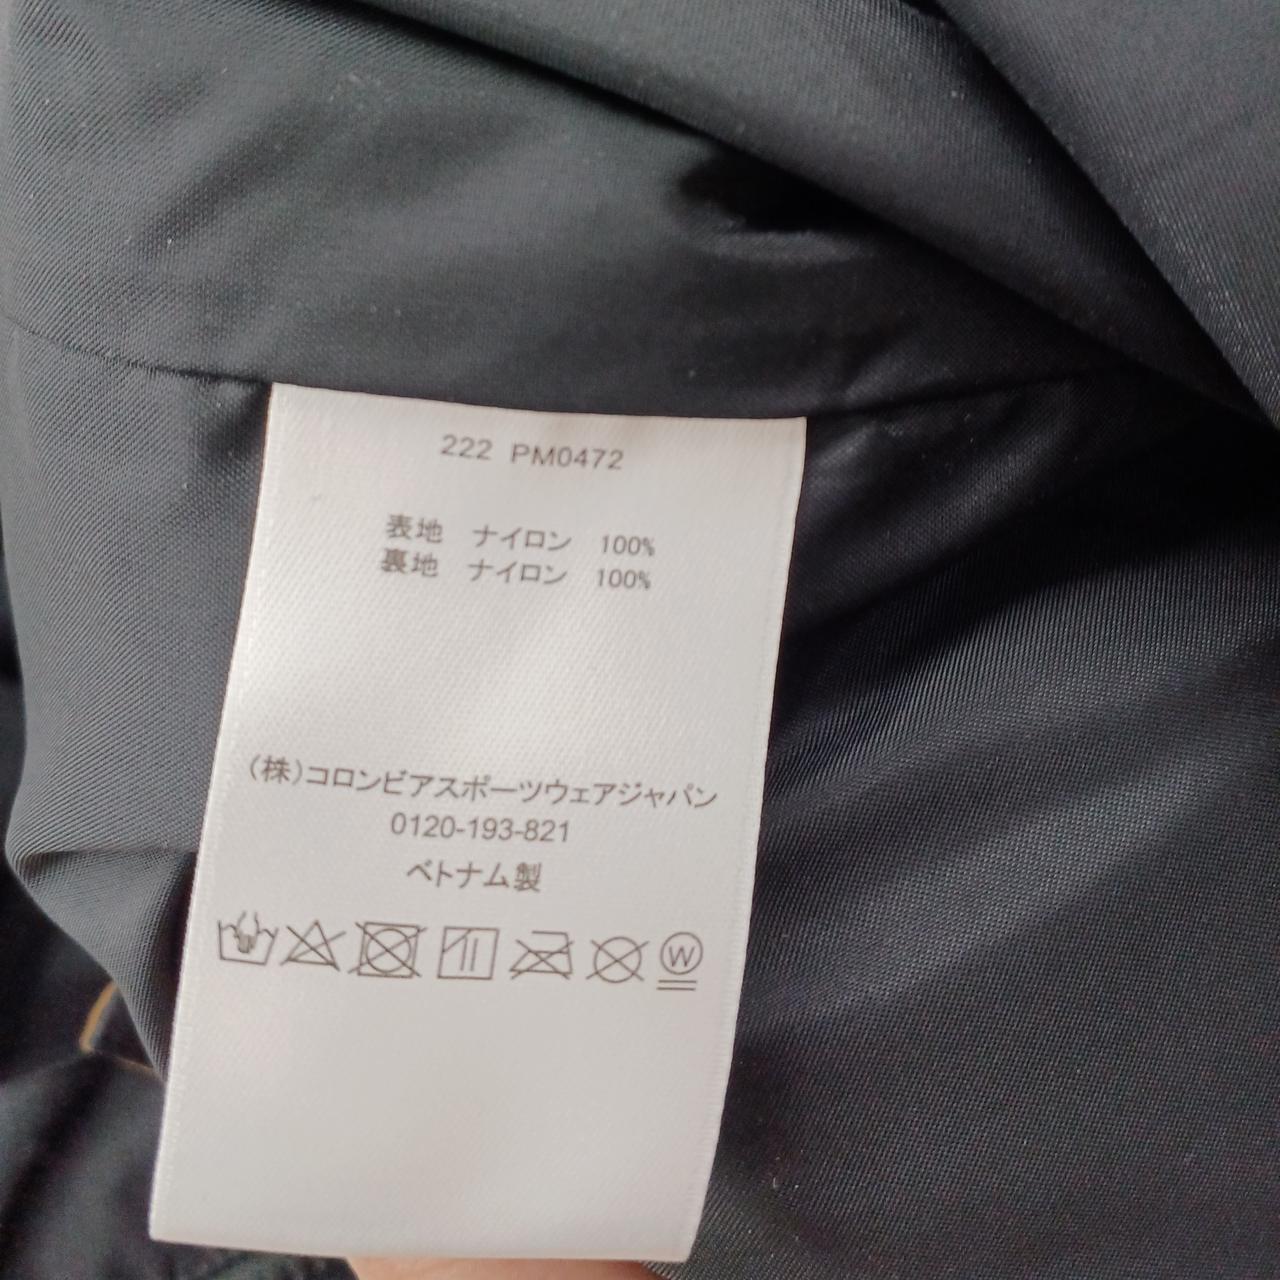 222 PM0472
表地 ナイロン 100%
裏地 ナイロン 100%
(株)コロンビアスポーツウェアジャパン
0120-193-821
ベトナム製
W